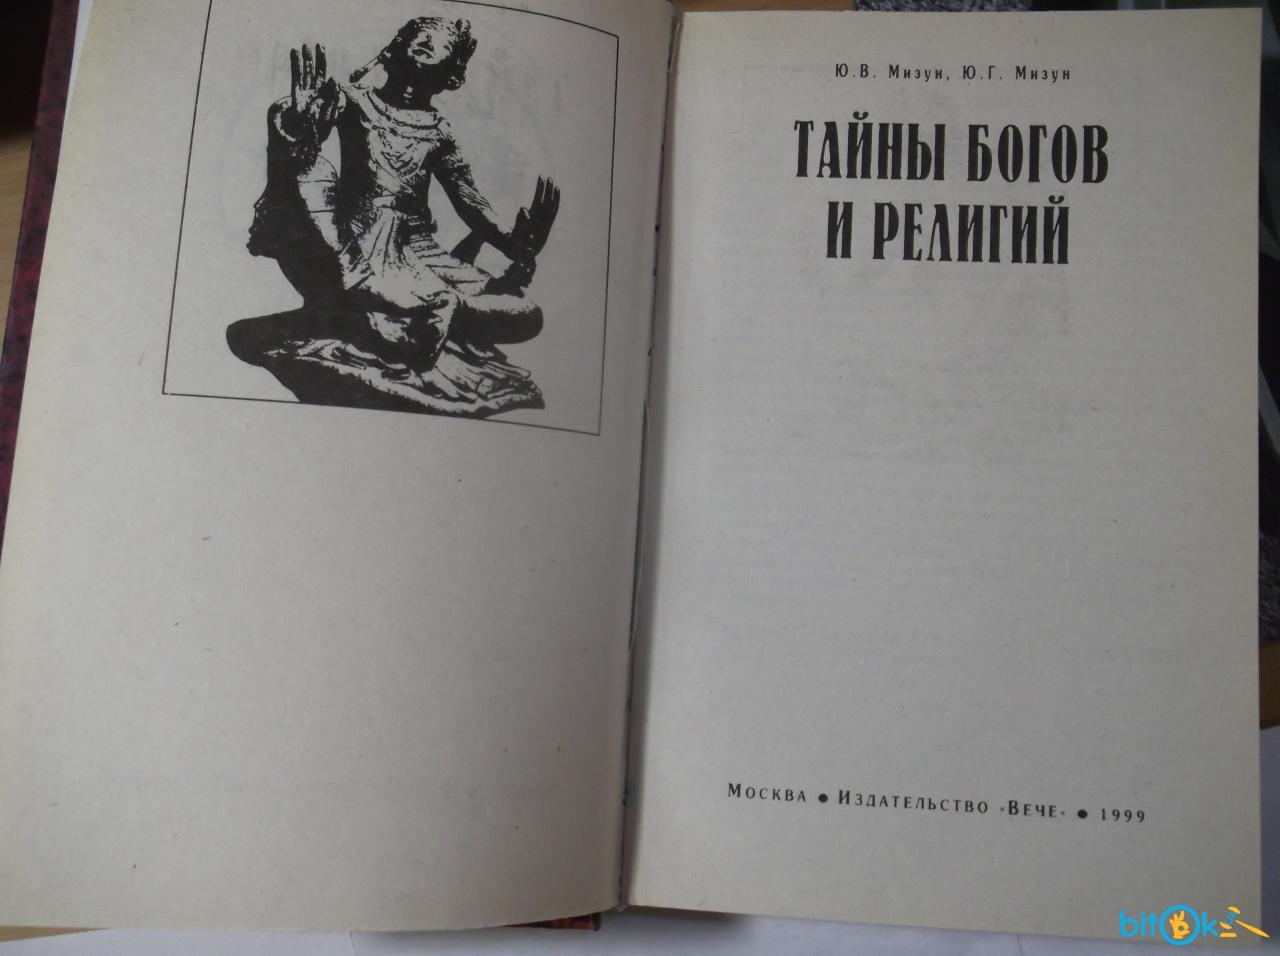 Ю.В. Мизун, Ю.Г. Мизун
ТАЙНЫ БОГОВ
И РЕЛИГИЙ
МОСКВА ● ИЗДАТЕЛЬСТВО «ВЕЧЕ» ● 1999
bitOk